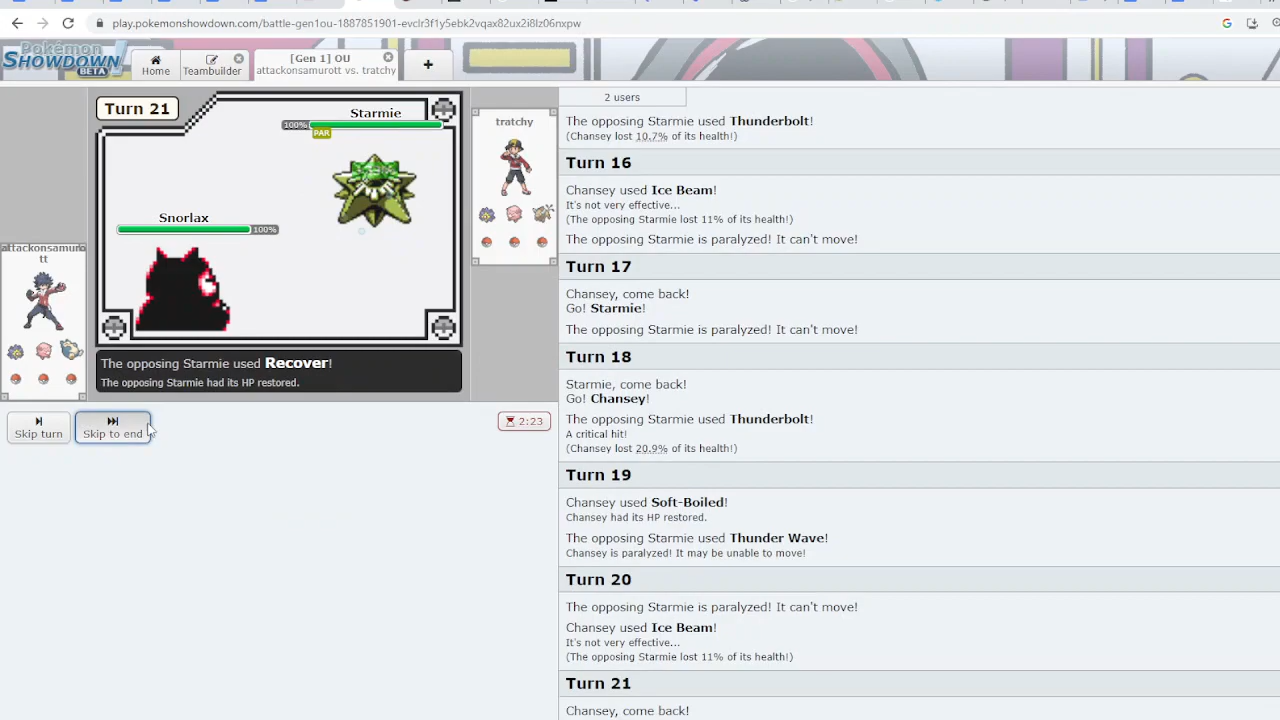 play.pokemonshowdown.com/battle-gen1ou-1887851901-evclr3f1y5ebk2vqax82ux2i8lz06nxpw
Pokémon
SHOWDOWN!
BETA
Home
Teambuilder
[Gen 1] OU
attackonsamurott vs. tratchy
+
Turn 21
Starmie
100%
PAR
Snorlax
100%
attackonsamuro
tt
tratchy
The opposing Starmie used Recover!
The opposing Starmie had its HP restored.
Skip turn
Skip to end
2:23
2 users
The opposing Starmie used Thunderbolt!
(Chansey lost 10.7% of its health!)
Turn 16
Chansey used Ice Beam!
It's not very effective...
(The opposing Starmie lost 11% of its health!)
The opposing Starmie is paralyzed! It can't move!
Turn 17
Chansey, come back!
Go! Starmie!
The opposing Starmie is paralyzed! It can't move!
Turn 18
Starmie, come back!
Go! Chansey!
The opposing Starmie used Thunderbolt!
A critical hit!
(Chansey lost 20.9% of its health!)
Turn 19
Chansey used Soft-Boiled!
Chansey had its HP restored.
The opposing Starmie used Thunder Wave!
Chansey is paralyzed! It may be unable to move!
Turn 20
The opposing Starmie is paralyzed! It can't move!
Chansey used Ice Beam!
It's not very effective...
(The opposing Starmie lost 11% of its health!)
Turn 21
Chansey, come back!